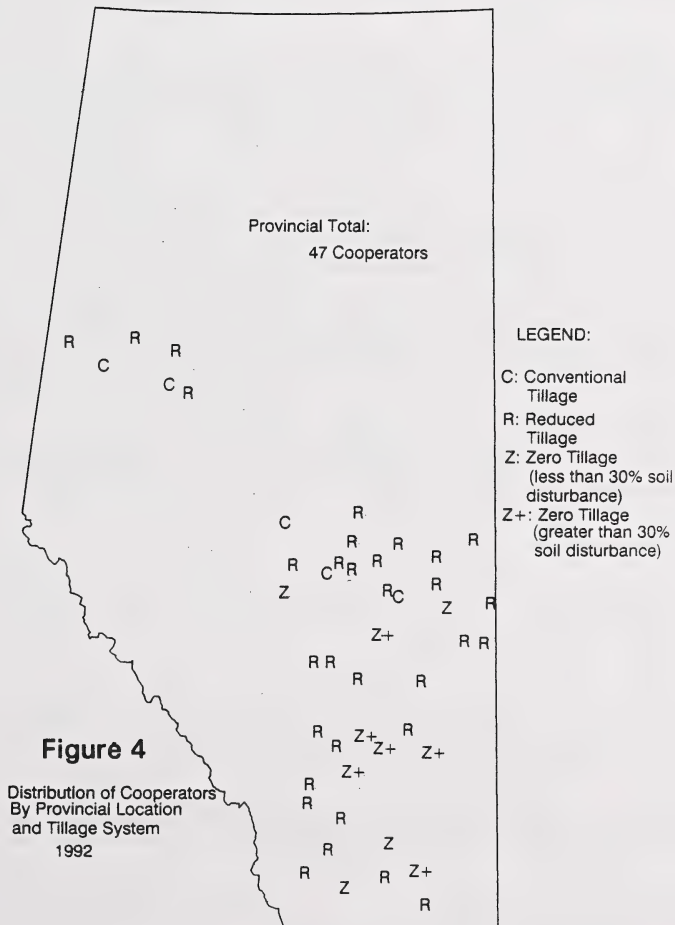 Provincial Total:
47 Cooperators
R R R
C
C R
LEGEND:
C: Conventional
Tillage
R: Reduced
Tillage
Z: Zero Tillage
(less than 30% soil
disturbance)
Z+: Zero Tillage
(greater than 30%
soil disturbance)
C R
R R R
R C R R R R
Z R C R Z R
Z+ R R
R R
R R
R R Z+ Z+ R Z+
Z+
R
R
R
R Z
R Z R Z+
R
Figure 4
Distribution of Cooperators
By Provincial Location
and Tillage System
1992